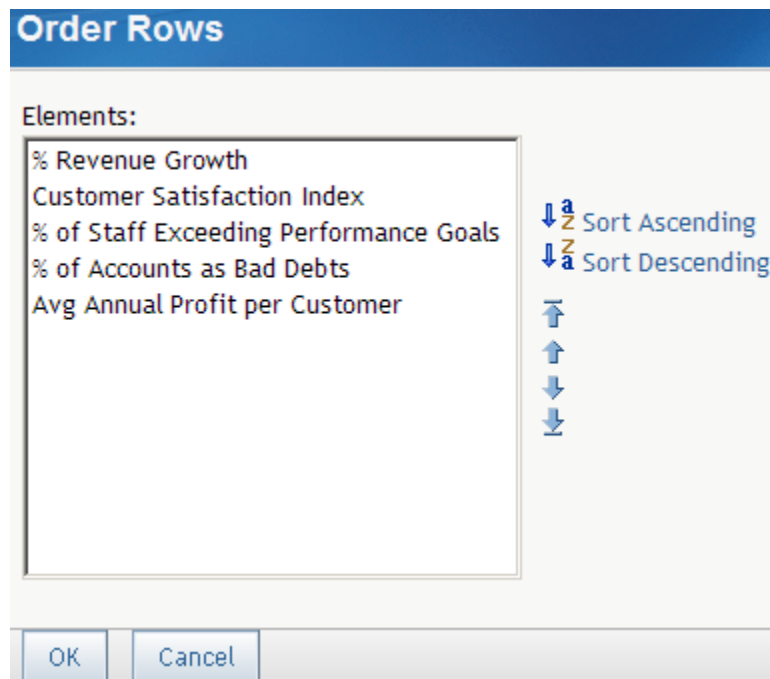 Order Rows
Elements:
% Revenue Growth
Customer Satisfaction Index
% of Staff Exceeding Performance Goals
% of Accounts as Bad Debts
Avg Annual Profit per Customer
Sort Ascending
Sort Descending
OK Cancel